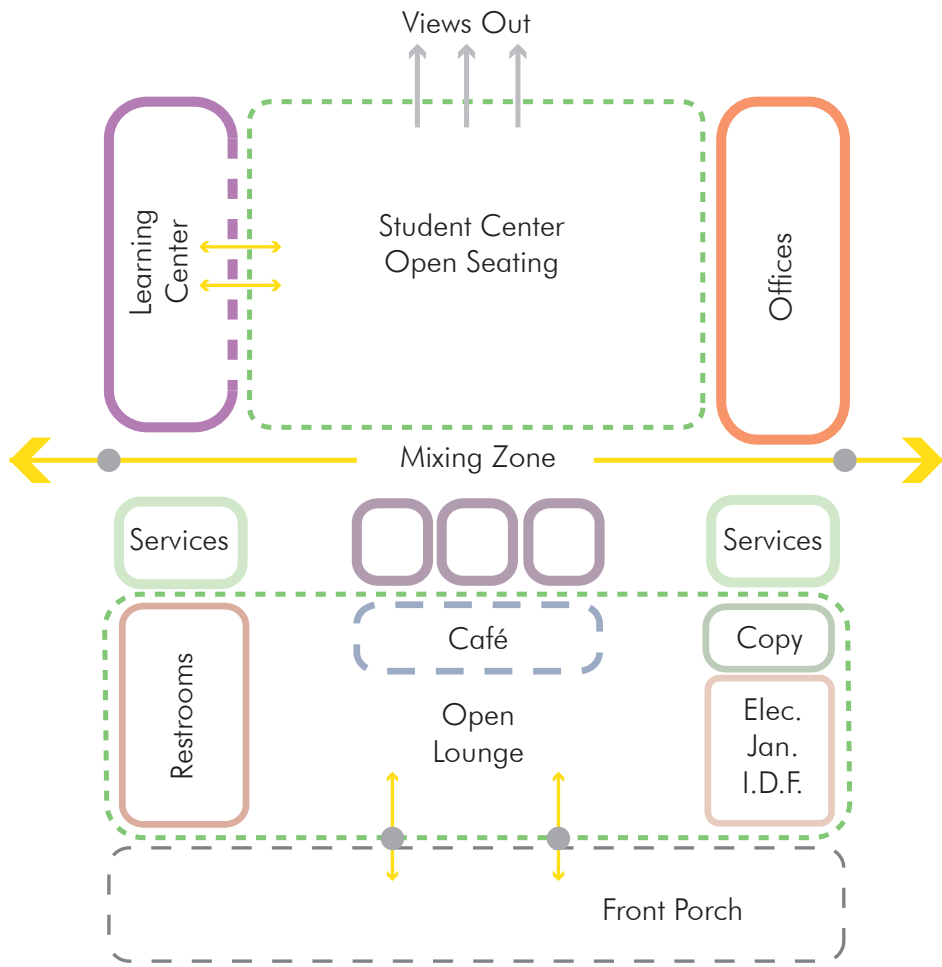 Views Out
Learning
Center
Student Center
Open Seating
Offices
Mixing Zone
Services
Services
Restrooms
Café
Copy
Open
Lounge
Elec.
Jan.
I.D.F.
Front Porch